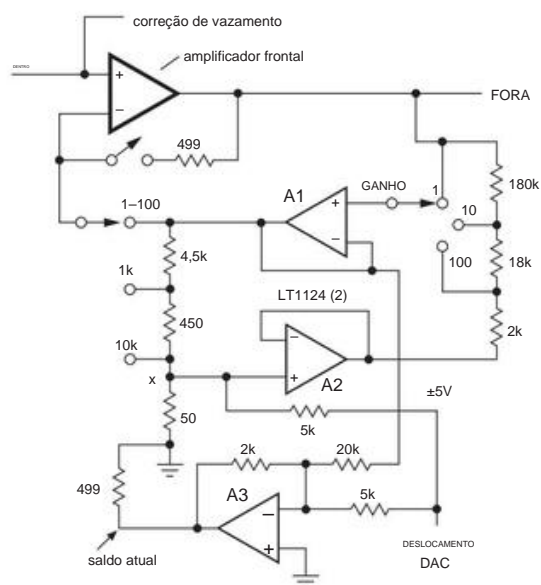 correção de vazamento
amplificador frontal
DENTRO
+
−
FORA
499
A1
GANHO
1
+
−
180k
10
1–100
4,5k
100
18k
1k
LT1124 (2)
450
−
2k
10k
+
A2
x
±5V
50
5k
2k
20k
499
A3
−
5k
+
saldo atual
DESLOCAMENTO
DAC